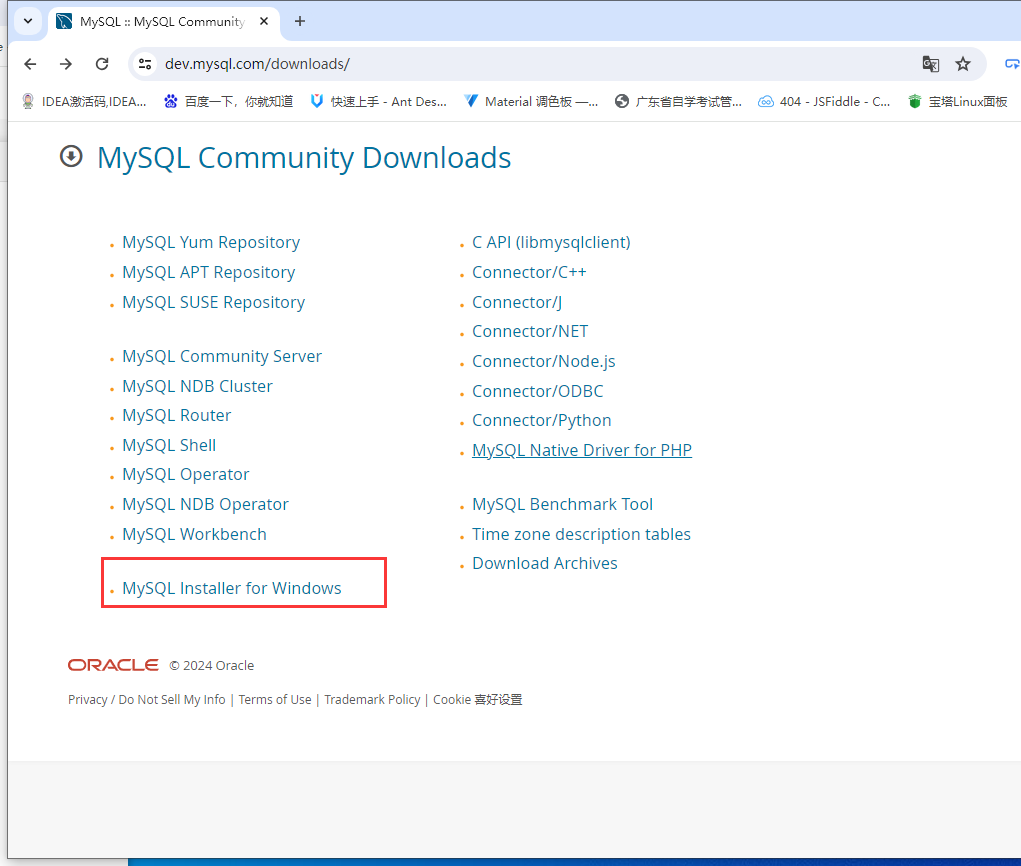 MySQL :: MySQL Community
dev.mysql.com/downloads/
IDEA激活码,IDEA...
百度一下，你就知道
快速上手 - Ant Des...
Material 调色板 —...
广东省自学考试管...
404 - JSFiddle - C...
宝塔Linux面板
MySQL Community Downloads
MySQL Yum Repository
MySQL APT Repository
MySQL SUSE Repository
MySQL Community Server
MySQL NDB Cluster
MySQL Router
MySQL Shell
MySQL Operator
MySQL NDB Operator
MySQL Workbench
MySQL Installer for Windows
C API (libmysqlclient)
Connector/C++
Connector/J
Connector/NET
Connector/Node.js
Connector/ODBC
Connector/Python
MySQL Native Driver for PHP
MySQL Benchmark Tool
Time zone description tables
Download Archives
ORACLE © 2024 Oracle
Privacy / Do Not Sell My Info | Terms of Use | Trademark Policy | Cookie 喜好设置